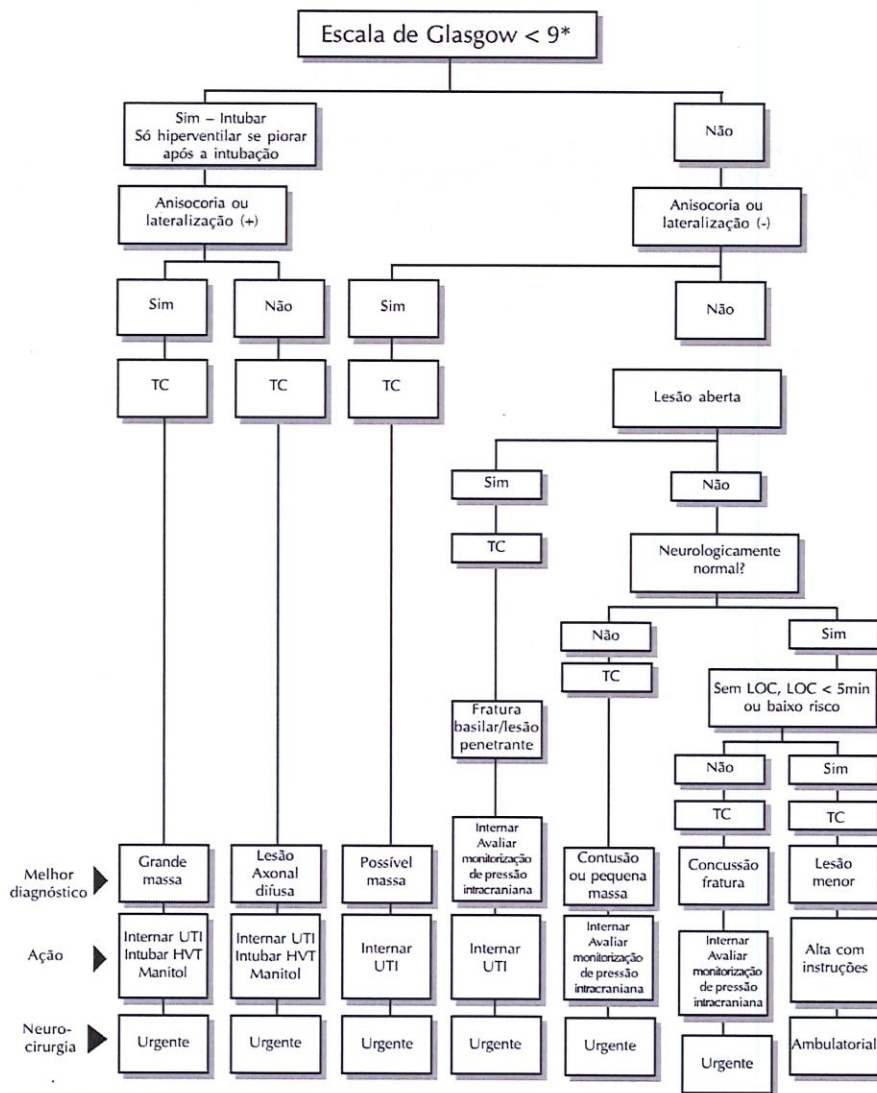 Escala de Glasgow < 9*
Sim – Intubar
Só hiperventilar se piorar
após a intubação
Não
Anisocoria ou
lateralização (+)
Anisocoria ou
lateralização (-)
Sim
Não
Sim
Não
TC
TC
TC
Lesão aberta
Sim
Não
TC
Neurologicamente
normal?
Não
Sim
TC
Sem LOC, LOC < 5min
ou baixo risco
Fratura
basilar/lesão
penetrante
Não
Sim
TC
TC
Melhor
diagnóstico
Grande
massa
Lesão
Axonal
difusa
Possível
massa
Internar
Avaliar
monitorização
de pressão
intracraniana
Contusão
ou pequena
massa
Concussão
fratura
Lesão
menor
Ação
Internar UTI
Intubar HVT
Manitol
Internar UTI
Intubar HVT
Manitol
Internar
UTI
Internar
UTI
Internar
Avaliar
monitorização
de pressão
intracraniana
Internar
Avaliar
monitorização
de pressão
intracraniana
Alta com
instruções
Neuro-
cirurgia
Urgente
Urgente
Urgente
Urgente
Urgente
Urgente
Ambulatorial